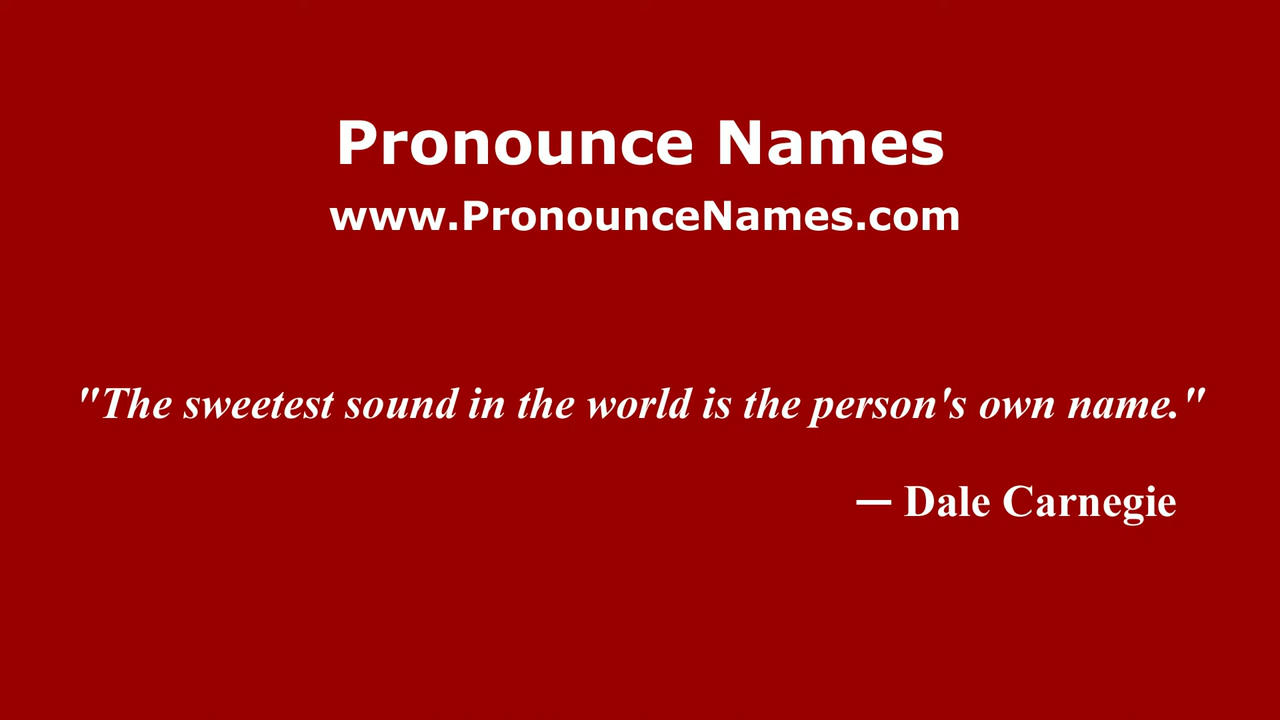 Pronounce Names
www.PronounceNames.com
"The sweetest sound in the world is the person's own name."
— Dale Carnegie